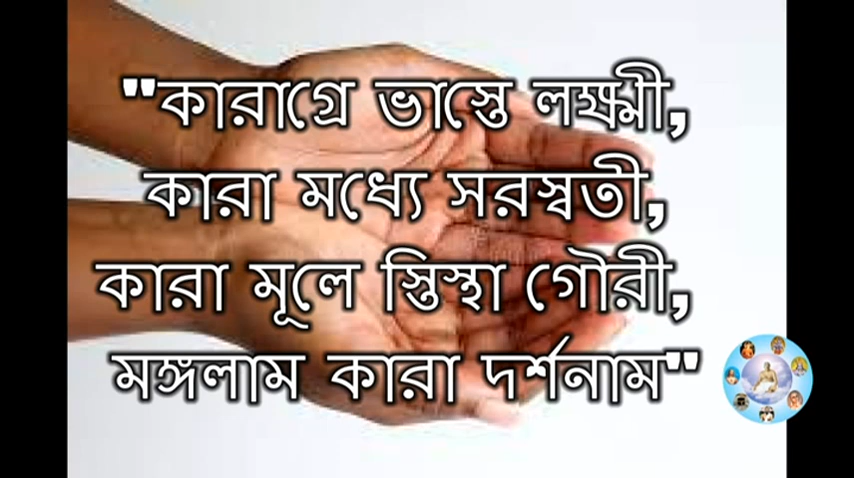 "কারাগ্রে ভাস্তে লক্ষ্মী,
কারা মধ্যে সরস্বতী,
কারা মূলে স্তিস্থা গৌরী,
মঙ্গলাম কারা দর্শনাম"